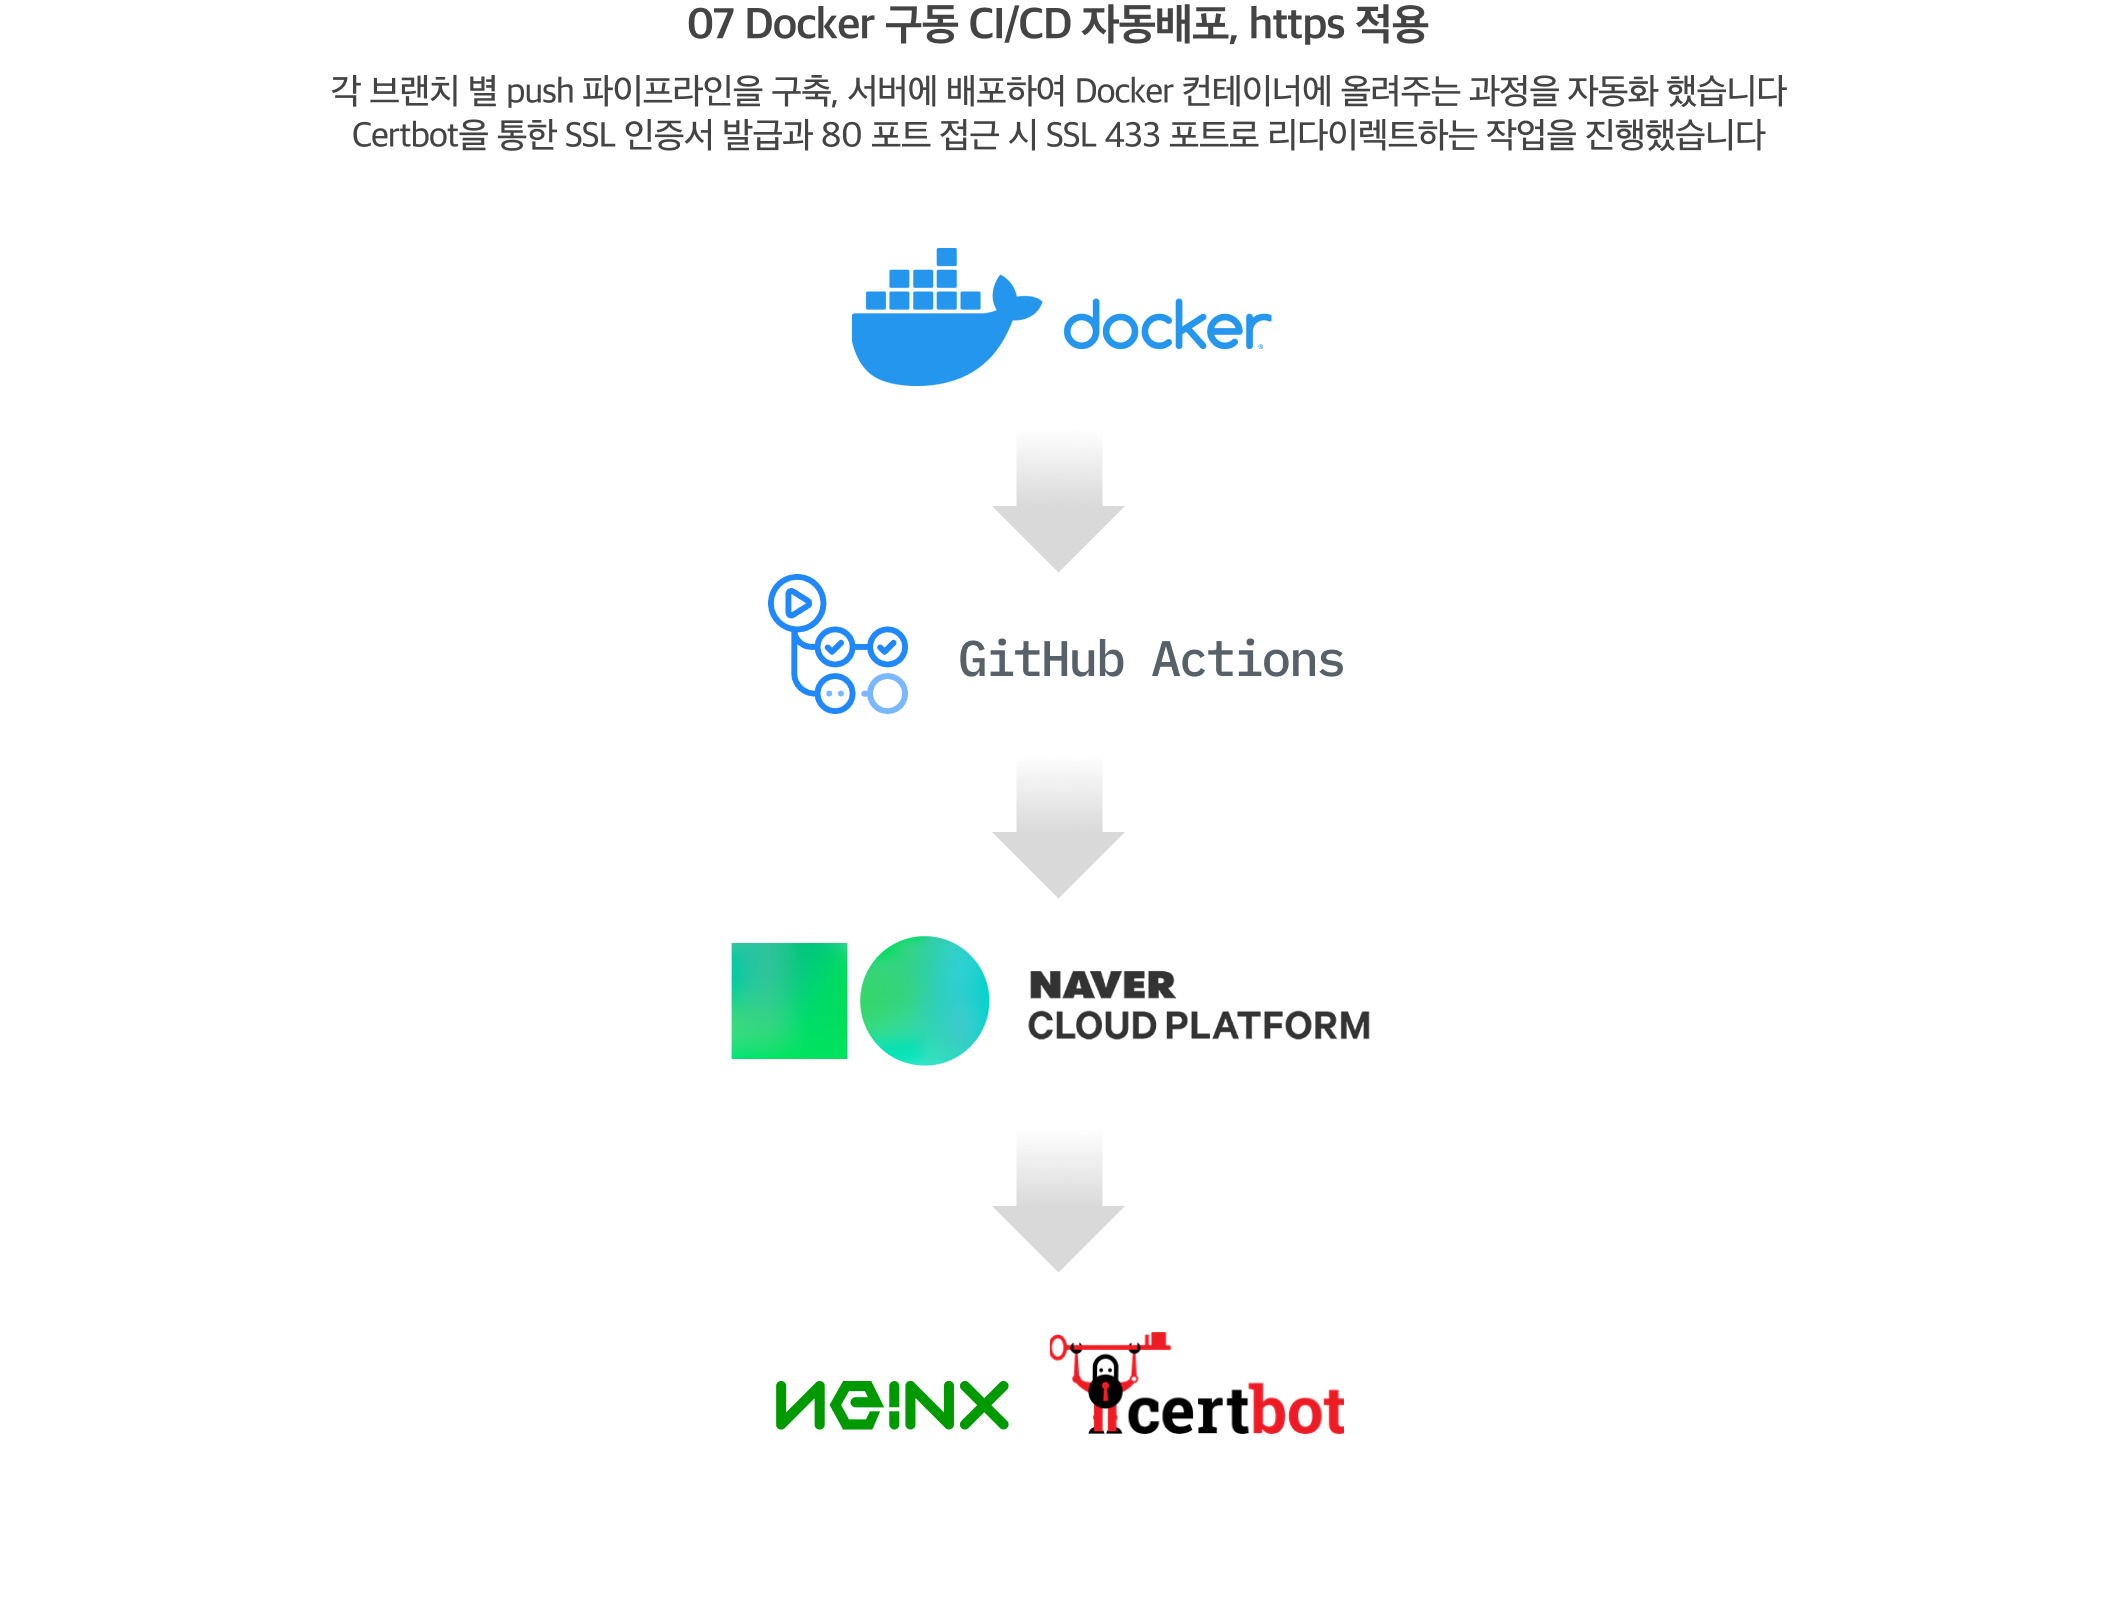 07 Docker 구동 CI/CD 자동배포, https 적용
각 브랜치 별 push 파이프라인을 구축, 서버에 배포하여 Docker 컨테이너에 올려주는 과정을 자동화 했습니다
Certbot을 통한 SSL 인증서 발급과 80 포트 접근 시 SSL 433 포트로 리다이렉트하는 작업을 진행했습니다
docker
GitHub Actions
NAVER
CLOUD PLATFORM
NGINX
certbot